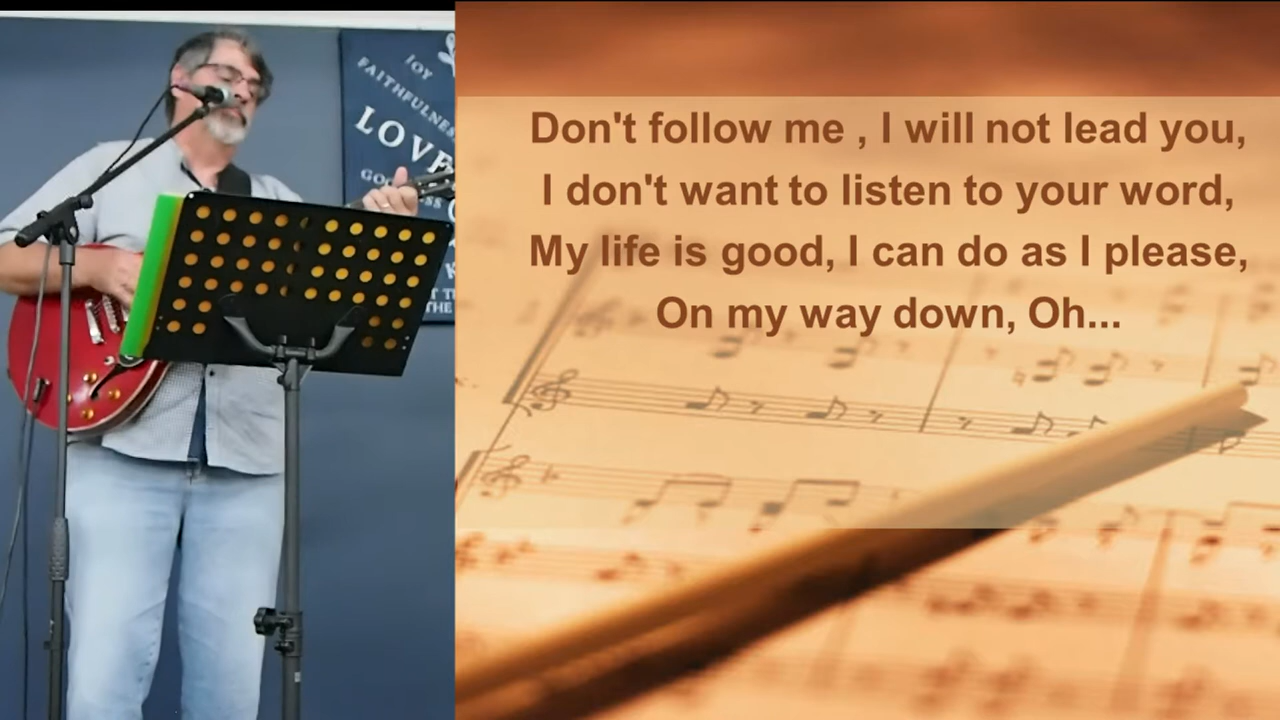 JOY
FAITHFULNESS
LOVE
Don't follow me , I will not lead you,
I don't want to listen to your word,
My life is good, I can do as I please,
On my way down, Oh...